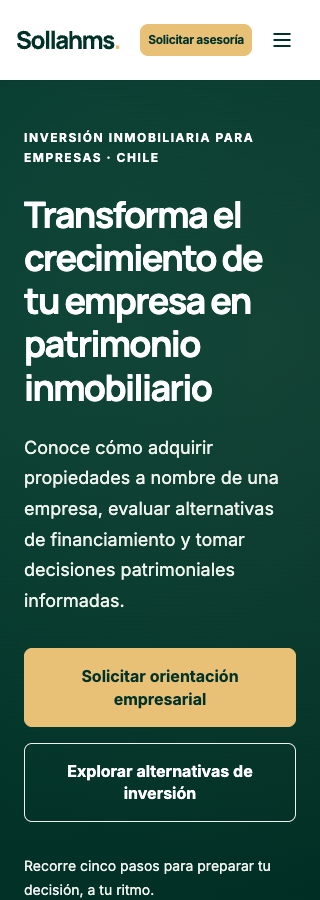 Sollahms.
Solicitar asesoría
INVERSIÓN INMOBILIARIA PARA
EMPRESAS · CHILE
Transforma el
crecimiento de
tu empresa en
patrimonio
inmobiliario
Conoce cómo adquirir
propiedades a nombre de una
empresa, evaluar alternativas
de financiamiento y tomar
decisiones patrimoniales
informadas.
Solicitar orientación
empresarial
Explorar alternativas de
inversión
Recorre cinco pasos para preparar tu
decisión, a tu ritmo.